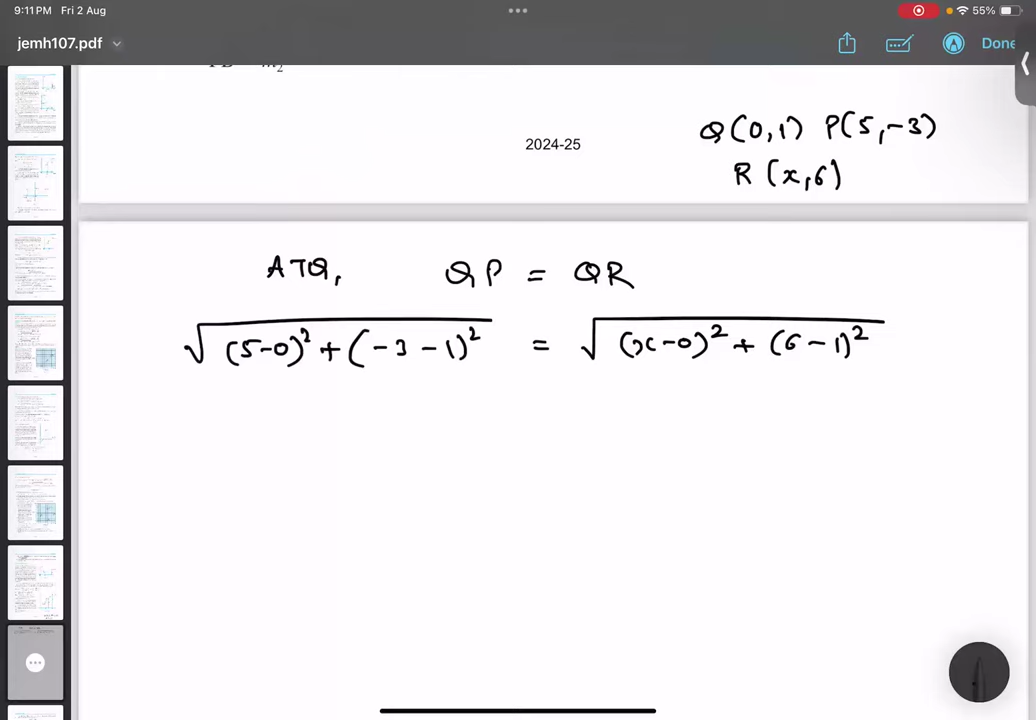 9:11 PM Fri 2 Aug 55%
jemh107.pdf Done
2024-25
Q(0,1) P(5,-3)
R(x,6)
ATQ, QP = QR
√(5-0)²+(-3-1)² = √(x-0)²+(6-1)²